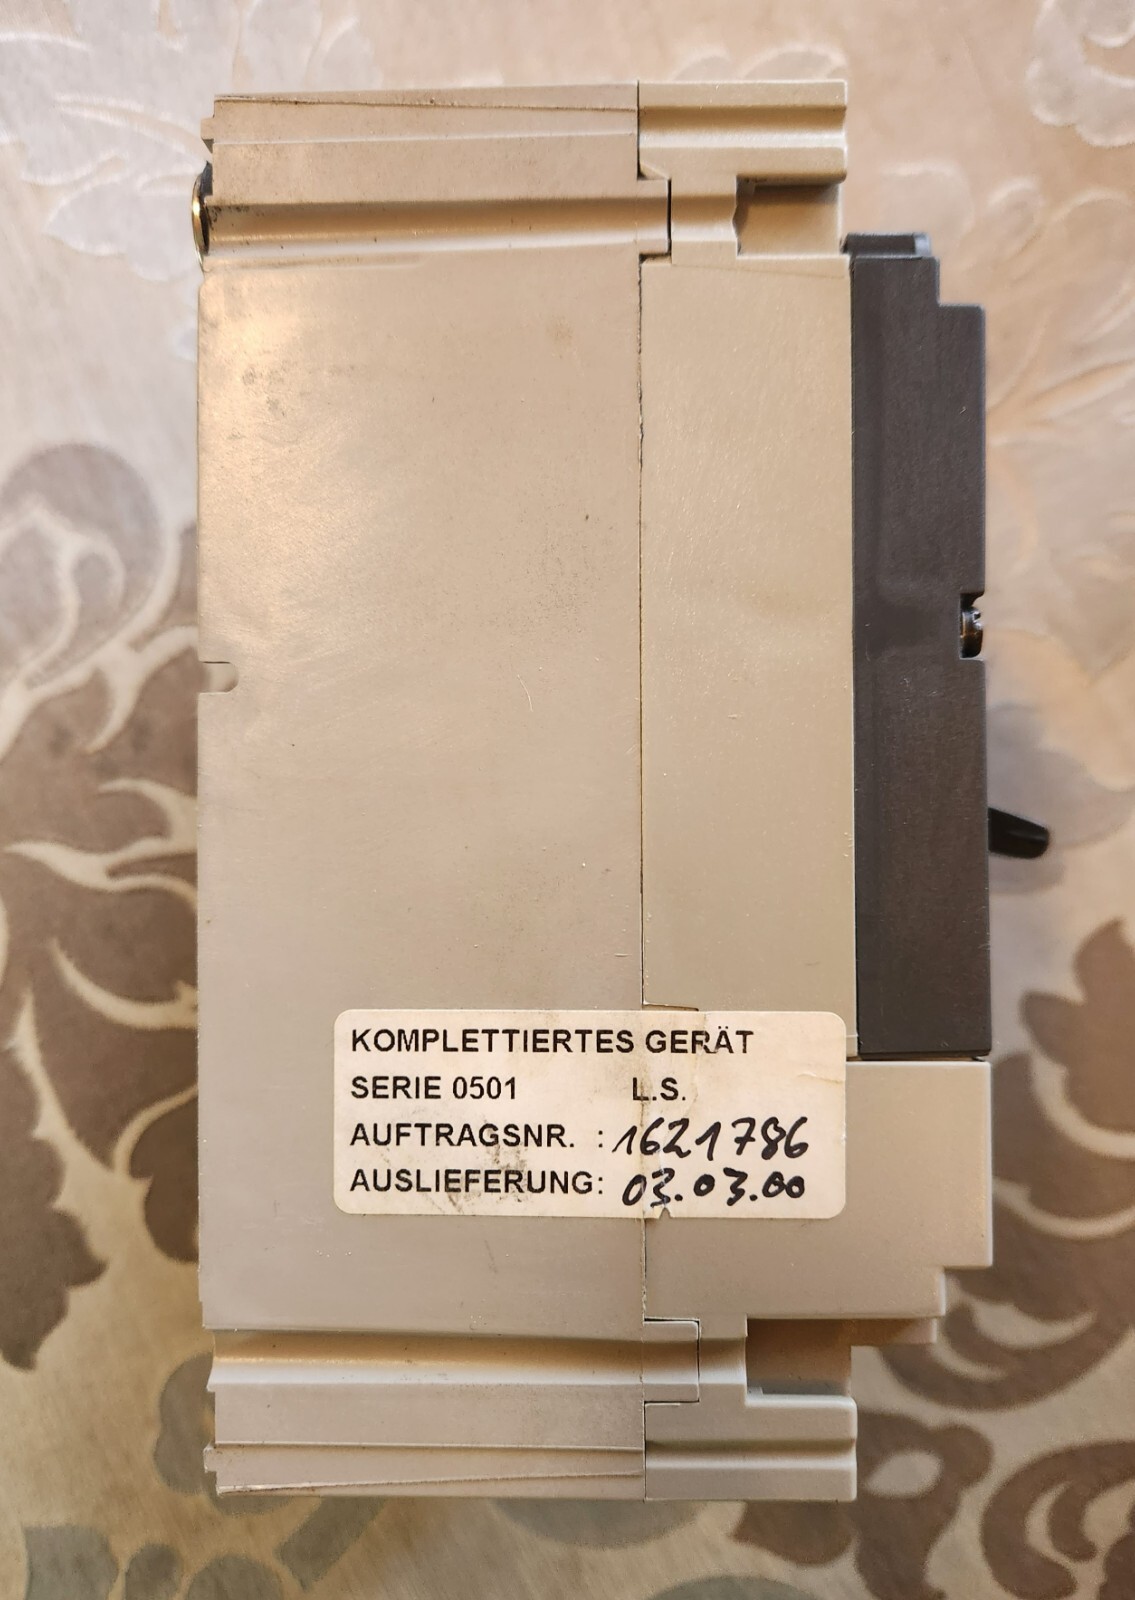 KOMPLETTIERTES GERÄT
SERIE 0501 L.S.
AUFTRAGSNR. : 1621786
AUSLIEFERUNG: 03.03.00